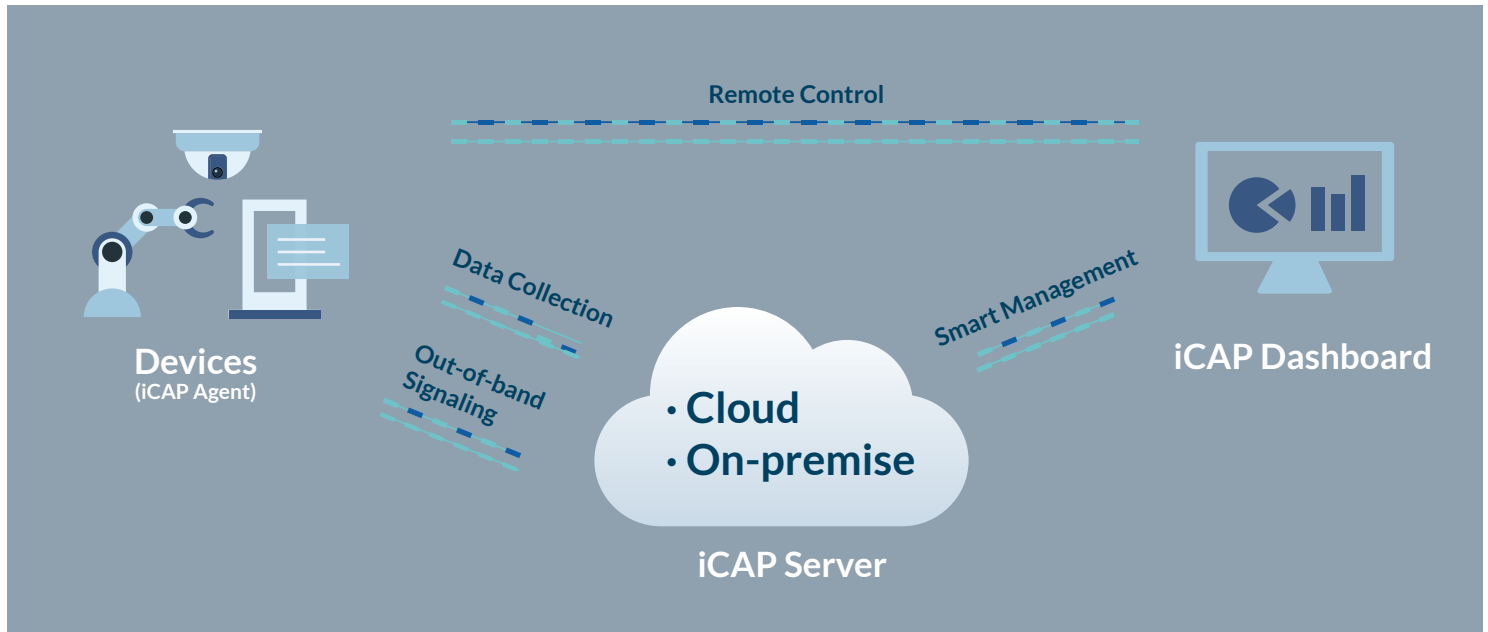 Remote Control
Data Collection
Out-of-band
Signaling
Smart Management
Devices
(iCAP Agent)
iCAP Dashboard
· Cloud
· On-premise
iCAP Server